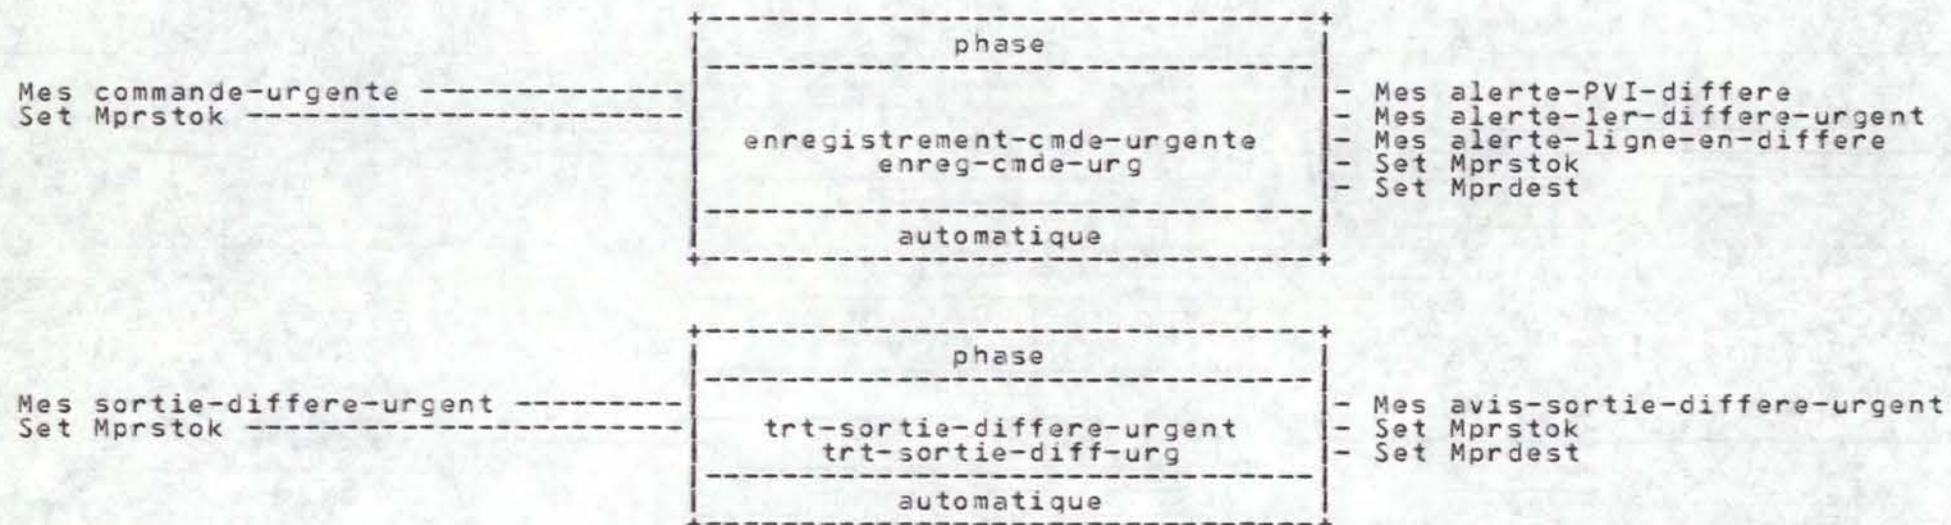 phase
Mes commande-urgente
Set Mprstok
enregistrement-cmde-urgente
enreg-cmde-urg
Mes alerte-PVI-differe
Mes alerte-1er-differe-urgent
Mes alerte-ligne-en-differe
Set Mprstok
Set Mprdest
automatique
phase
Mes sortie-differe-urgent
Set Mprstok
trt-sortie-differe-urgent
trt-sortie-diff-urg
Mes avis-sortie-differe-urgent
Set Mprstok
Set Mprdest
automatique